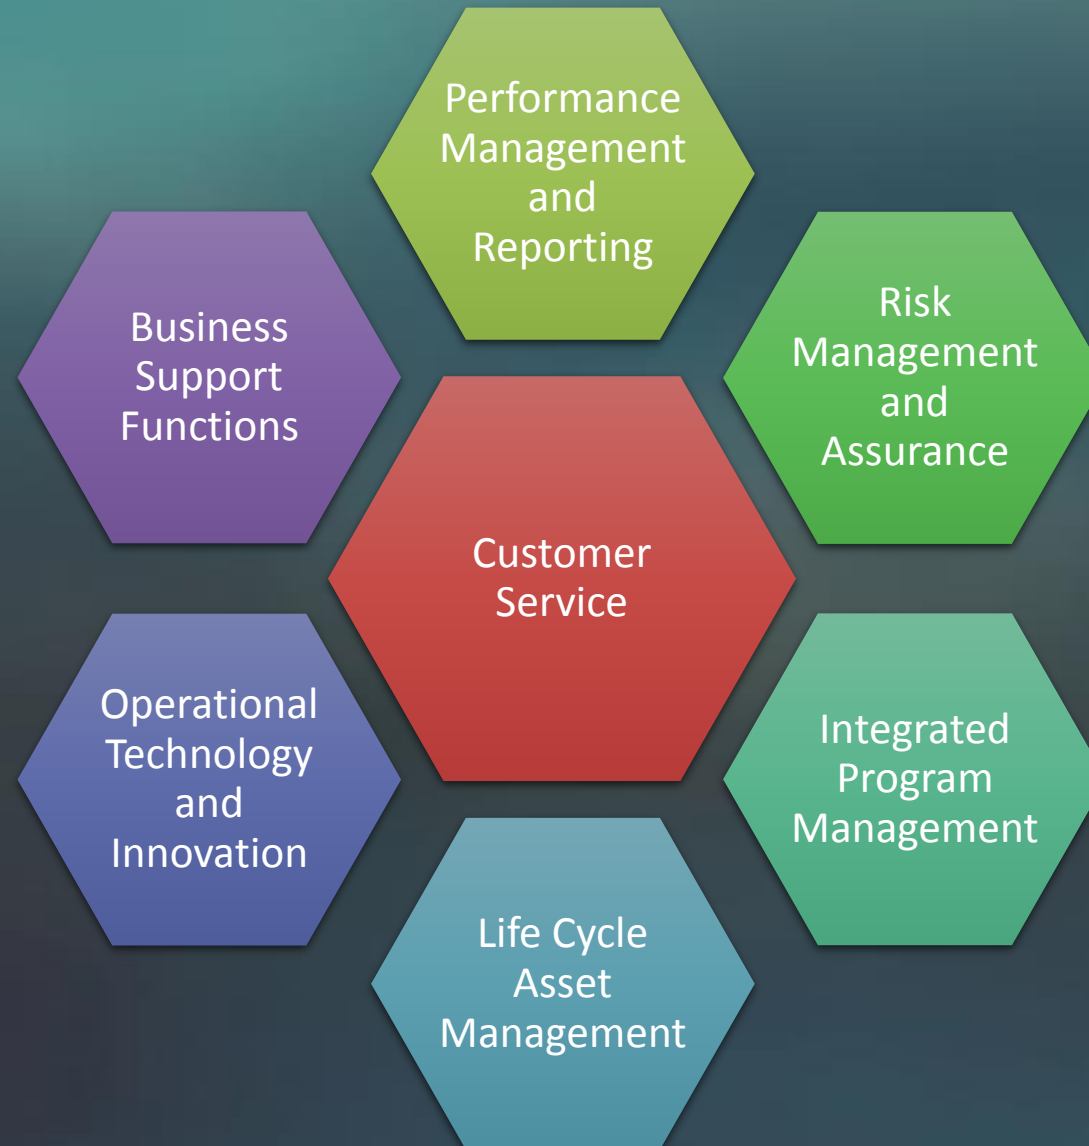 Performance
Management
and
Reporting
Business
Support
Functions
Risk
Management
and
Assurance
Customer
Service
Operational
Technology
and
Innovation
Integrated
Program
Management
Life Cycle
Asset
Management